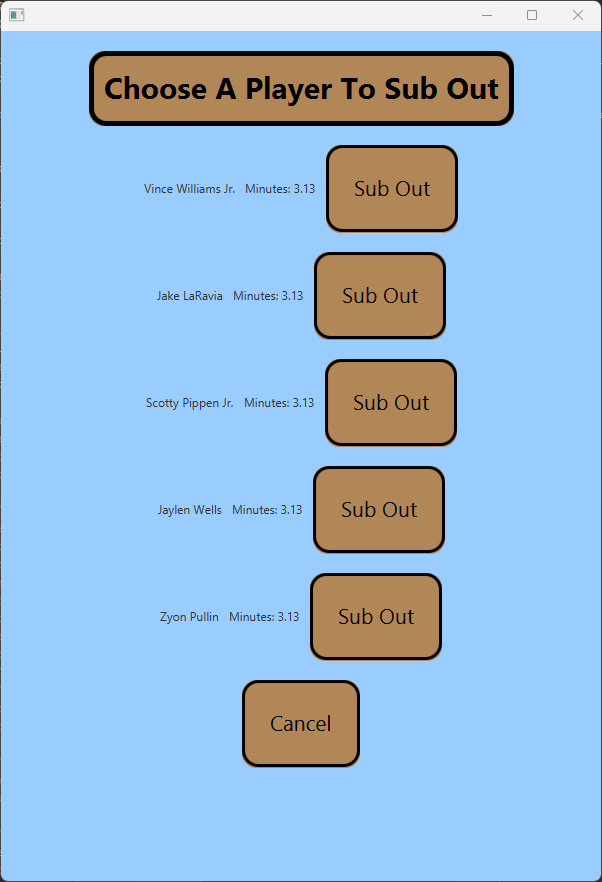 Choose A Player To Sub Out
Vince Williams Jr. Minutes: 3.13 Sub Out
Jake LaRavia Minutes: 3.13 Sub Out
Scotty Pippen Jr. Minutes: 3.13 Sub Out
Jaylen Wells Minutes: 3.13 Sub Out
Zyon Pullin Minutes: 3.13 Sub Out
Cancel